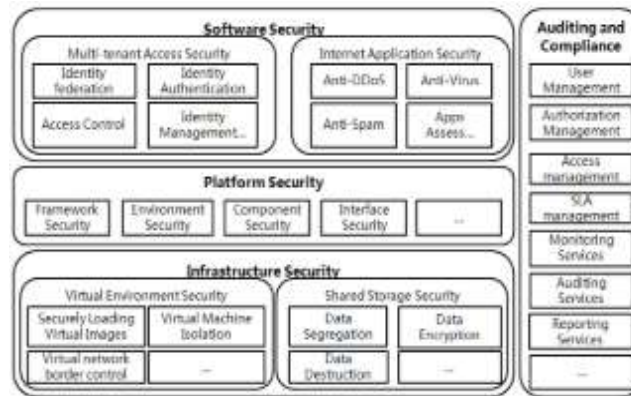 Software Security
Multi-tenant Access Security
Identity
federation
Identity
Authentication
Access Control
Identity
Management...
Internet Application Security
Anti-DDoS
Anti-Virus
Anti-Spam
Apps
Assess...
Platform Security
Framework
Security
Environment
Security
Component
Security
Interface
Security
...
Infrastructure Security
Virtual Environment Security
Securely Loading
Virtual Images
Virtual Machine
Isolation
Virtual network
border control
...
Shared Storage Security
Data
Segregation
Data
Encryption
Data
Destruction
...
Auditing and
Compliance
User
Management
Authorization
Management
Access
management
SLA
management
Monitoring
Services
Auditing
Services
Reporting
Services
...